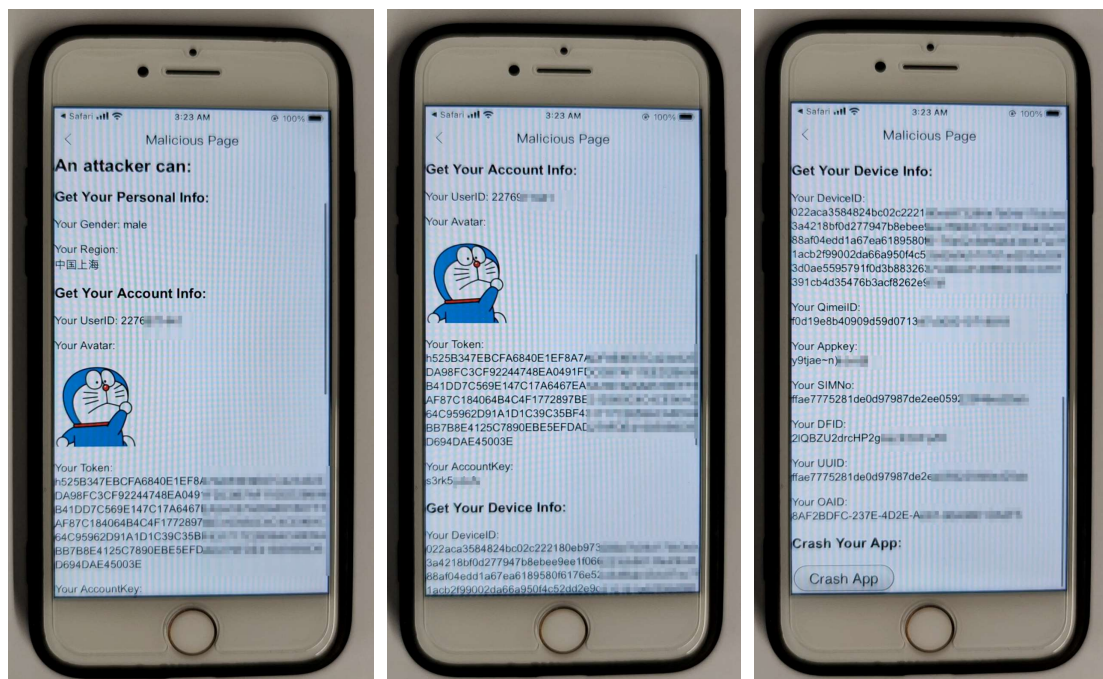 Safari
3:23 AM
100%
Malicious Page
An attacker can:
Get Your Personal Info:
Your Gender: male
Your Region:
中国上海
Get Your Account Info:
Your UserID: 2276
Your Avatar:
Your Token:
h525B347EBCFA6840E1EF8A
DA98FC3CF92244748EA049
B41DD7C569E147C17A6467E
AF87C184064B4C4F1772897
64C95962D91A1D1C39C35B
BB7B8E4125C7890EBE5EFD
D694DAE45003E
Your AccountKey:
Safari
3:23 AM
100%
Malicious Page
Get Your Account Info:
Your UserID: 22769
Your Avatar:
Your Token:
h525B347EBCFA6840E1EF8A7
DA98FC3CF92244748EA0491F
B41DD7C569E147C17A6467EA
AF87C184064B4C4F1772897BE
64C95962D91A1D1C39C35BF4
BB7B8E4125C7890EBE5EFDAD
D694DAE45003E
Your AccountKey:
s3rk5
Get Your Device Info:
Your DeviceID:
022aca3584824bc02c222180eb973
3a4218bf0d277947b8ebee9ee1f066
88af04edd1a67ea6189580f6176e52
1acb2f99002da66a950f4c52dd2e9c
Safari
3:23 AM
100%
Malicious Page
Get Your Device Info:
Your DeviceID:
022aca3584824bc02c2221
3a4218bf0d277947b8ebee
88af04edd1a67ea6189580f
1acb2f99002da66a950f4c5
3d0ae5595791f0d3b88326
391cb4d35476b3acf8262e
Your QimeiID:
f0d19e8b40909d59d0713
Your Appkey:
y9tjae~n
Your SIMNo:
ffae7775281de0d97987de2ee059
Your DFID:
2IQBZU2drcHP2g
Your UUID:
ffae7775281de0d97987de2
Your OAID:
8AF2BDFC-237E-4D2E-A
Crash Your App:
Crash App